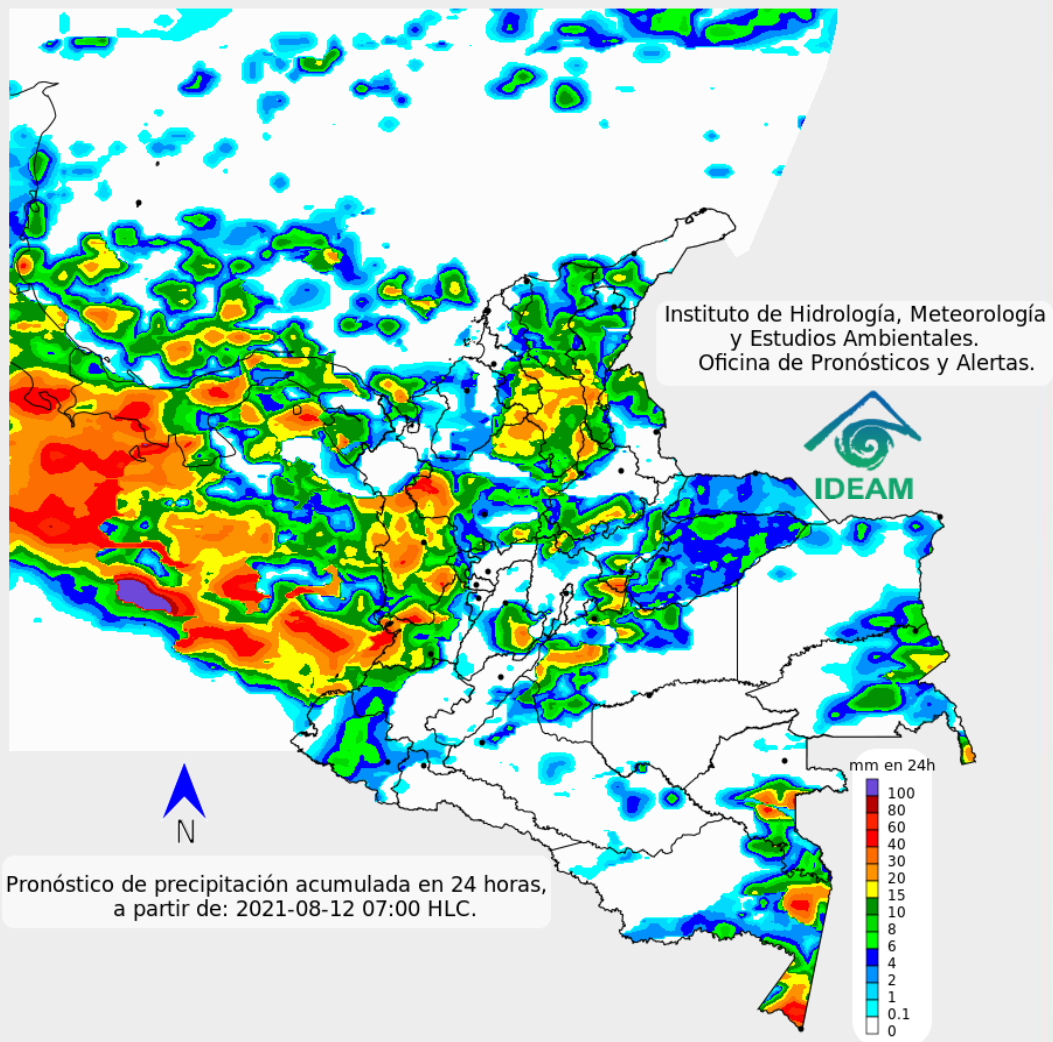 Instituto de Hidrología, Meteorología
y Estudios Ambientales.
Oficina de Pronósticos y Alertas.
IDEAM
mm en 24h
100
80
60
40
30
20
15
10
8
6
4
2
1
0.1
0
N
Pronóstico de precipitación acumulada en 24 horas,
a partir de: 2021-08-12 07:00 HLC.